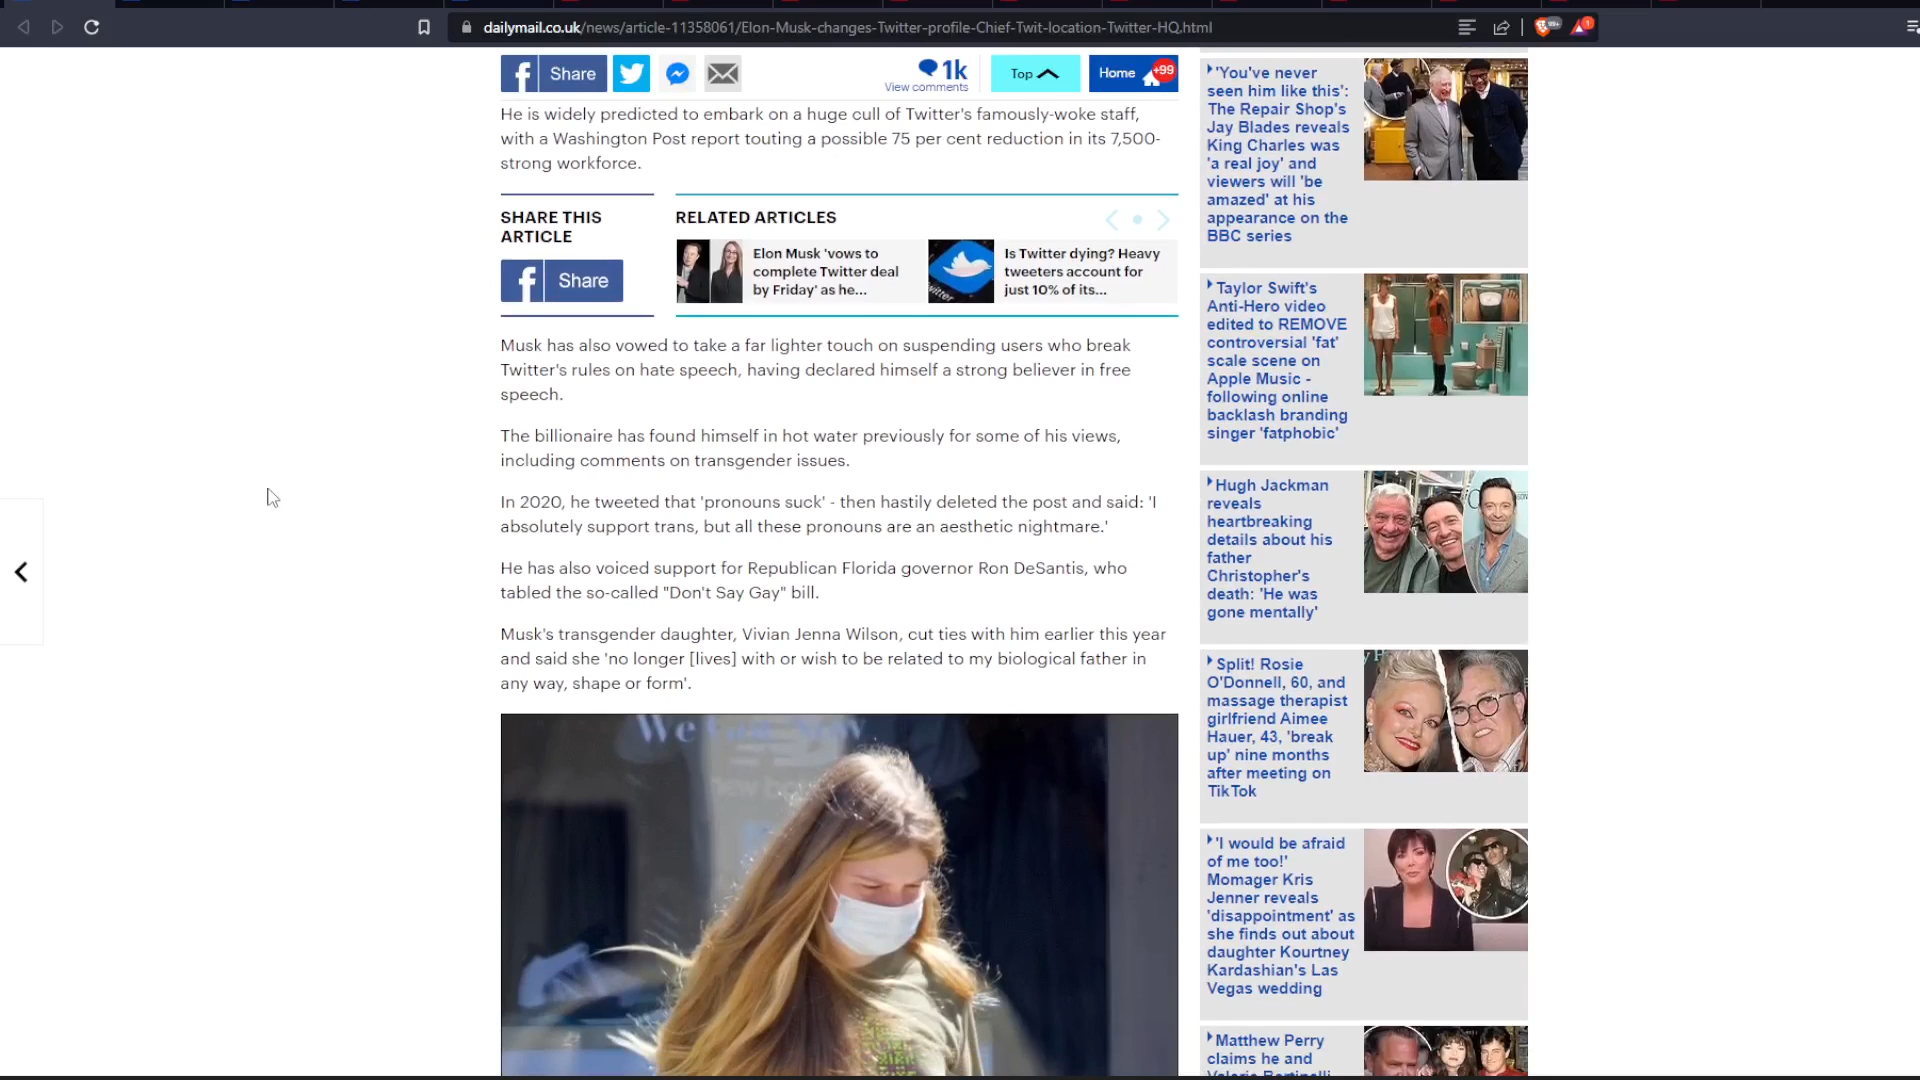 dailymail.co.uk/news/article-11358061/Elon-Musk-changes-Twitter-profile-Chief-Twit-location-Twitter-HQ.html
99+
1
Share
1k
View comments
Top
Home
+99
He is widely predicted to embark on a huge cull of Twitter's famously-woke staff,
with a Washington Post report touting a possible 75 per cent reduction in its 7,500-
strong workforce.
SHARE THIS
ARTICLE
Share
RELATED ARTICLES
Elon Musk 'vows to
complete Twitter deal
by Friday' as he...
Is Twitter dying? Heavy
tweeters account for
just 10% of its...
Musk has also vowed to take a far lighter touch on suspending users who break
Twitter's rules on hate speech, having declared himself a strong believer in free
speech.
The billionaire has found himself in hot water previously for some of his views,
including comments on transgender issues.
In 2020, he tweeted that 'pronouns suck' - then hastily deleted the post and said: 'I
absolutely support trans, but all these pronouns are an aesthetic nightmare.'
He has also voiced support for Republican Florida governor Ron DeSantis, who
tabled the so-called "Don't Say Gay" bill.
Musk's transgender daughter, Vivian Jenna Wilson, cut ties with him earlier this year
and said she 'no longer [lives] with or wish to be related to my biological father in
any way, shape or form'.
'You've never
seen him like this':
The Repair Shop's
Jay Blades reveals
King Charles was
'a real joy' and
viewers will 'be
amazed' at his
appearance on the
BBC series
Taylor Swift's
Anti-Hero video
edited to REMOVE
controversial 'fat'
scale scene on
Apple Music -
following online
backlash branding
singer 'fatphobic'
Hugh Jackman
reveals
heartbreaking
details about his
father
Christopher's
death: 'He was
gone mentally'
Split! Rosie
O'Donnell, 60, and
massage therapist
girlfriend Aimee
Hauer, 43, 'break
up' nine months
after meeting on
TikTok
'I would be afraid
of me too!'
Momager Kris
Jenner reveals
'disappointment' as
she finds out about
daughter Kourtney
Kardashian's Las
Vegas wedding
Matthew Perry
claims he and